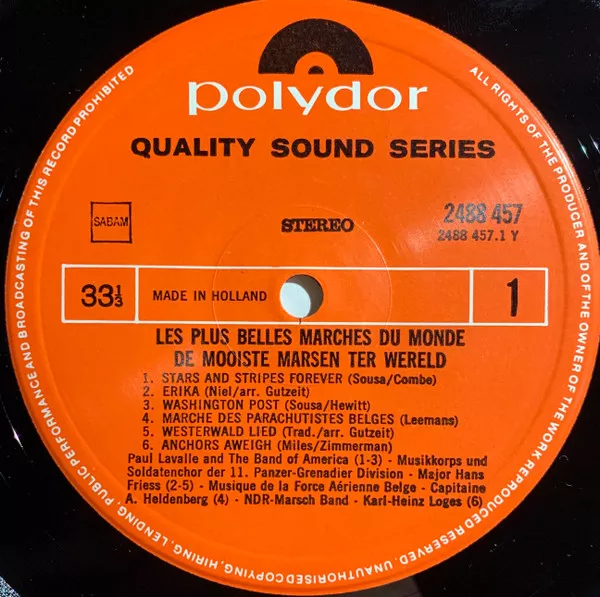 polydor
QUALITY SOUND SERIES
SABAM
STEREO
2488 457
2488 457.1 Y
33 1/3
MADE IN HOLLAND
1
LES PLUS BELLES MARCHES DU MONDE
DE MOOISTE MARSEN TER WERELD
1. STARS AND STRIPES FOREVER (Sousa/Combe)
2. ERIKA (Niel/arr. Gutzeit)
3. WASHINGTON POST (Sousa/Hewitt)
4. MARCHE DES PARACHUTISTES BELGES (Leemans)
5. WESTERWALD LIED (Trad./arr. Gutzeit)
6. ANCHORS AWEIGH (Miles/Zimmerman)
Paul Lavalle and The Band of America (1-3) - Musikkorps und
Soldatenchor der 11. Panzer-Grenadier Division - Major Hans
Friess (2-5) - Musique de la Force Aérienne Belge - Capitaine
A. Heldenberg (4) - NDR-Marsch Band - Karl-Heinz Loges (6)
ALL RIGHTS OF THE PRODUCER AND OF THE OWNER OF THE WORK REPRODUCED RESERVED. UNAUTHORISED COPYING, HIRING, LENDING, PUBLIC PERFORMANCE AND BROADCASTING OF THIS RECORD PROHIBITED